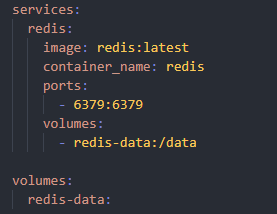 services:
  redis:
    image: redis:latest
    container_name: redis
    ports:
      - 6379:6379
    volumes:
      - redis-data:/data

volumes:
  redis-data: